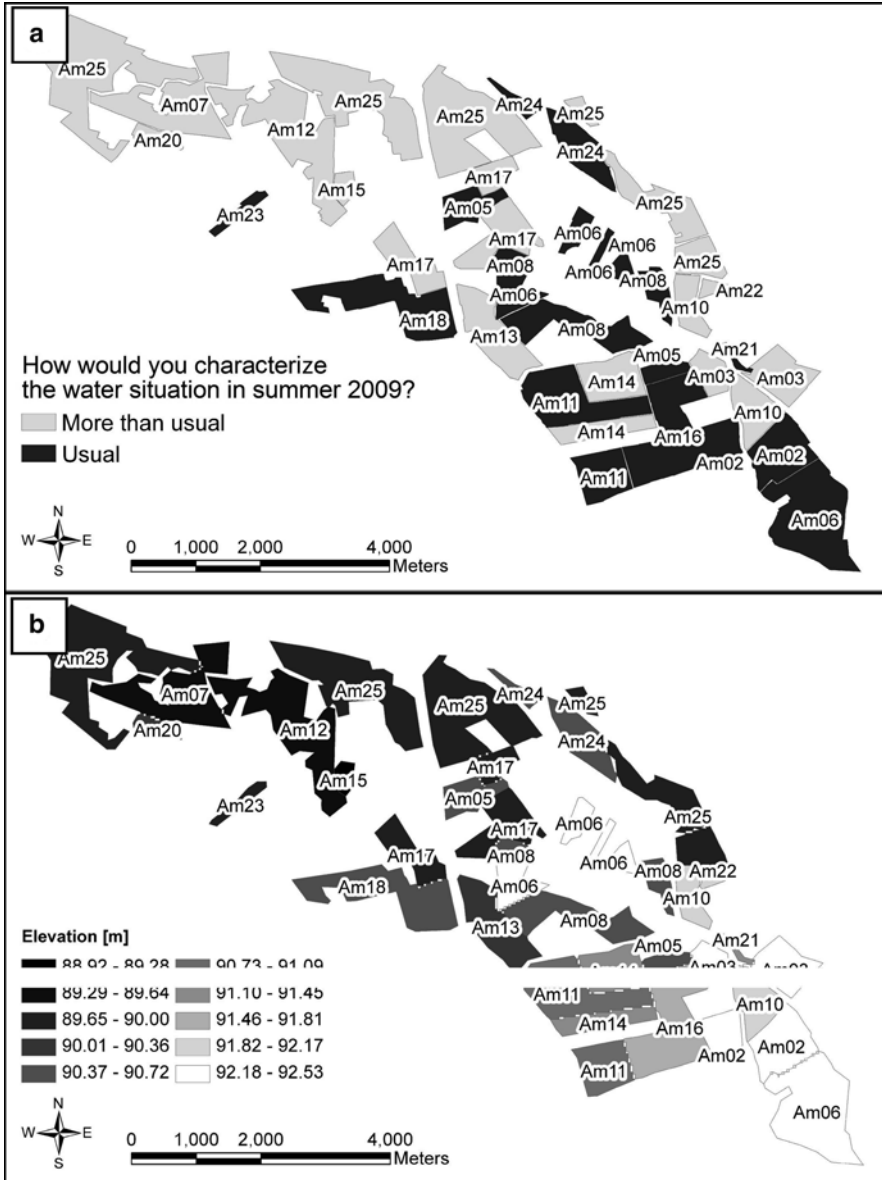 a
Am25
Am07
Am20
Am12
Am25
Am15
Am23
Am25
Am24
Am25
Am24
Am17
Am05
Am25
Am17
Am06
Am06
Am06
Am08
Am17
Am25
Am08
Am22
Am06
Am10
Am18
Am13
Am08
How would you characterize
the water situation in summer 2009?
More than usual
Usual
Am05
Am21
Am14
Am03
Am03
Am11
Am10
Am14
Am16
Am02
Am02
Am11
Am06
N
W E
S
0 1,000 2,000 4,000
Meters
b
Am25
Am07
Am20
Am12
Am25
Am15
Am23
Am25
Am24
Am25
Am24
Am17
Am05
Am25
Am17
Am06
Am06
Am08
Am17
Am08
Am22
Am18
Am06
Am10
Am13
Am08
Am05
Am21
Am03
Am03
Elevation [m]
88.92 - 89.28 90.73 - 91.09
89.29 - 89.64 91.10 - 91.45
89.65 - 90.00 91.46 - 91.81
90.01 - 90.36 91.82 - 92.17
90.37 - 90.72 92.18 - 92.53
Am11
Am10
Am14
Am16
Am02
Am02
Am11
Am06
N
W E
S
0 1,000 2,000 4,000
Meters